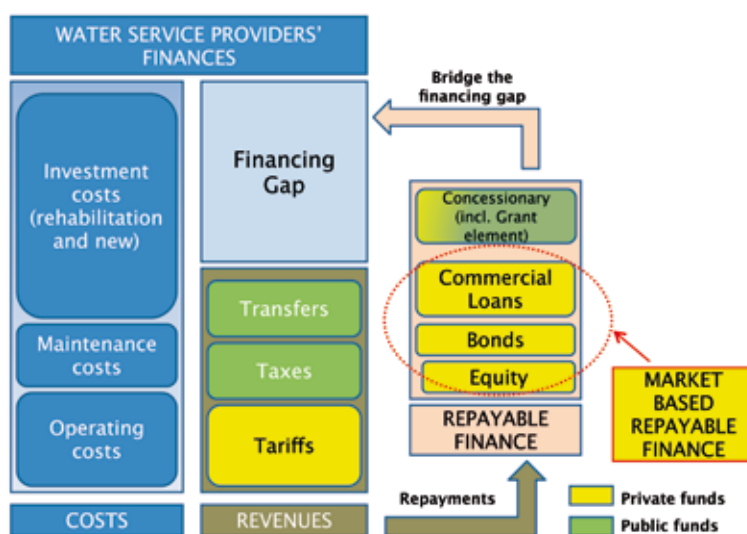 WATER SERVICE PROVIDERS'
FINANCES
Bridge the
financing gap
Investment
costs
(rehabilitation
and new)
Maintenance
costs
Operating
costs
COSTS
Financing
Gap
Transfers
Taxes
Tariffs
REVENUES
Concessionary
(incl. Grant
element)
Commercial
Loans
Bonds
Equity
REPAYABLE
FINANCE
Repayments
MARKET
BASED
REPAYABLE
FINANCE
Private funds
Public funds